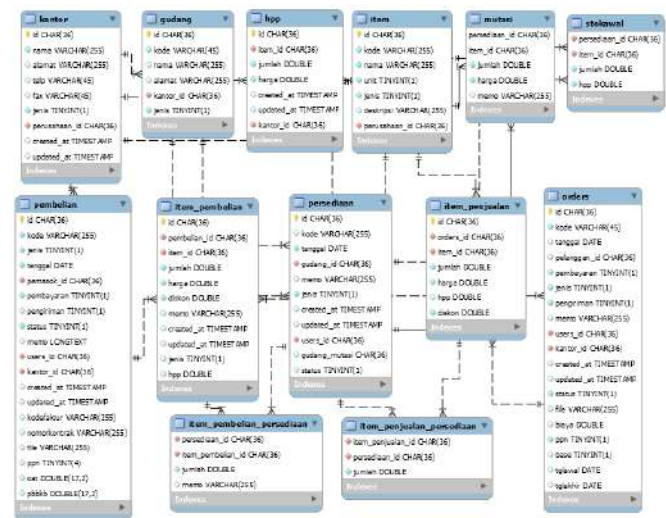 kantor
id CHAR(36)
nama VARCHAR(255)
alamat VARCHAR(255)
telp VARCHAR(45)
fax VARCHAR(45)
jenis TINYINT(1)
perusahaan_id CHAR(36)
created_at TIMESTAMP
updated_at TIMESTAMP
Indexes
gudang
id CHAR(36)
kode VARCHAR(45)
nama VARCHAR(255)
alamat VARCHAR(255)
kantor_id CHAR(36)
jenis TINYINT(1)
Indexes
hpp
id CHAR(36)
item_id CHAR(36)
jumlah DOUBLE
harga DOUBLE
created_at TIMESTAMP
updated_at TIMESTAMP
kantor_id CHAR(36)
Indexes
item
id CHAR(36)
kode VARCHAR(255)
nama VARCHAR(255)
unit TINYINT(1)
jenis TINYINT(1)
deskripsi VARCHAR(255)
perusahaan_id CHAR(36)
Indexes
mutasi
persediaan_id CHAR(36)
item_id CHAR(36)
jumlah DOUBLE
harga DOUBLE
memo VARCHAR(255)
Indexes
stokawal
persediaan_id CHAR(36)
item_id CHAR(36)
jumlah DOUBLE
hpp DOUBLE
Indexes
pembelian
id CHAR(36)
kode VARCHAR(255)
jenis TINYINT(1)
tanggal DATE
pemasok_id CHAR(36)
pembayaran TINYINT(1)
pengiriman TINYINT(1)
status TINYINT(1)
memo LONGTEXT
users_id CHAR(36)
kantor_id CHAR(36)
created_at TIMESTAMP
updated_at TIMESTAMP
kodefaktur VARCHAR(255)
nomorkontrak VARCHAR(255)
file VARCHAR(255)
ppn TINYINT(4)
oat DOUBLE(17,2)
pbbkb DOUBLE(17,2)
Indexes
item_pembelian
id CHAR(36)
pembelian_id CHAR(36)
item_id CHAR(36)
jumlah DOUBLE
harga DOUBLE
diskon DOUBLE
memo VARCHAR(255)
created_at TIMESTAMP
updated_at TIMESTAMP
jenis TINYINT(1)
hpp DOUBLE
Indexes
persediaan
id CHAR(36)
kode VARCHAR(255)
tanggal DATE
gudang_id CHAR(36)
memo VARCHAR(255)
jenis TINYINT(1)
created_at TIMESTAMP
updated_at TIMESTAMP
users_id CHAR(36)
gudang_mutasi CHAR(36)
status TINYINT(1)
Indexes
item_penjualan
id CHAR(36)
orders_id CHAR(36)
item_id CHAR(36)
jumlah DOUBLE
harga DOUBLE
hpp DOUBLE
diskon DOUBLE
Indexes
orders
id CHAR(36)
kode VARCHAR(45)
tanggal DATE
pelanggan_id CHAR(36)
pembayaran TINYINT(1)
jenis TINYINT(1)
pengiriman TINYINT(1)
memo VARCHAR(255)
users_id CHAR(36)
kantor_id CHAR(36)
created_at TIMESTAMP
updated_at TIMESTAMP
status TINYINT(1)
file VARCHAR(255)
biaya DOUBLE
ppn TINYINT(1)
base TINYINT(1)
tglawal DATE
tglakhir DATE
Indexes
item_pembelian_persediaan
persediaan_id CHAR(36)
item_pembelian_id CHAR(36)
jumlah DOUBLE
memo VARCHAR(255)
Indexes
item_penjualan_persediaan
item_penjualan_id CHAR(36)
persediaan_id CHAR(36)
jumlah DOUBLE
Indexes